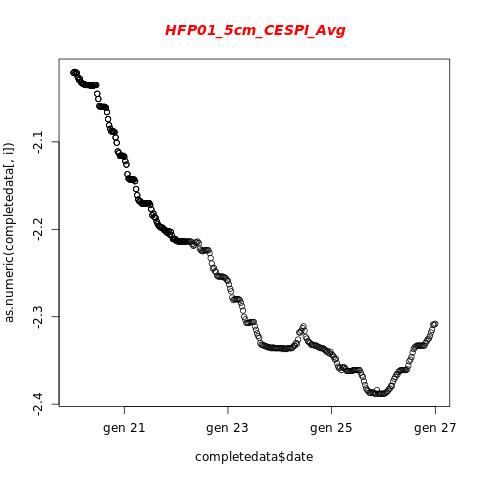 HFP01_5cm_CESPI_Avg
as.numeric(completedata[, i])
-2.1
-2.2
-2.3
-2.4
gen 21
gen 23
gen 25
gen 27
completedata$date